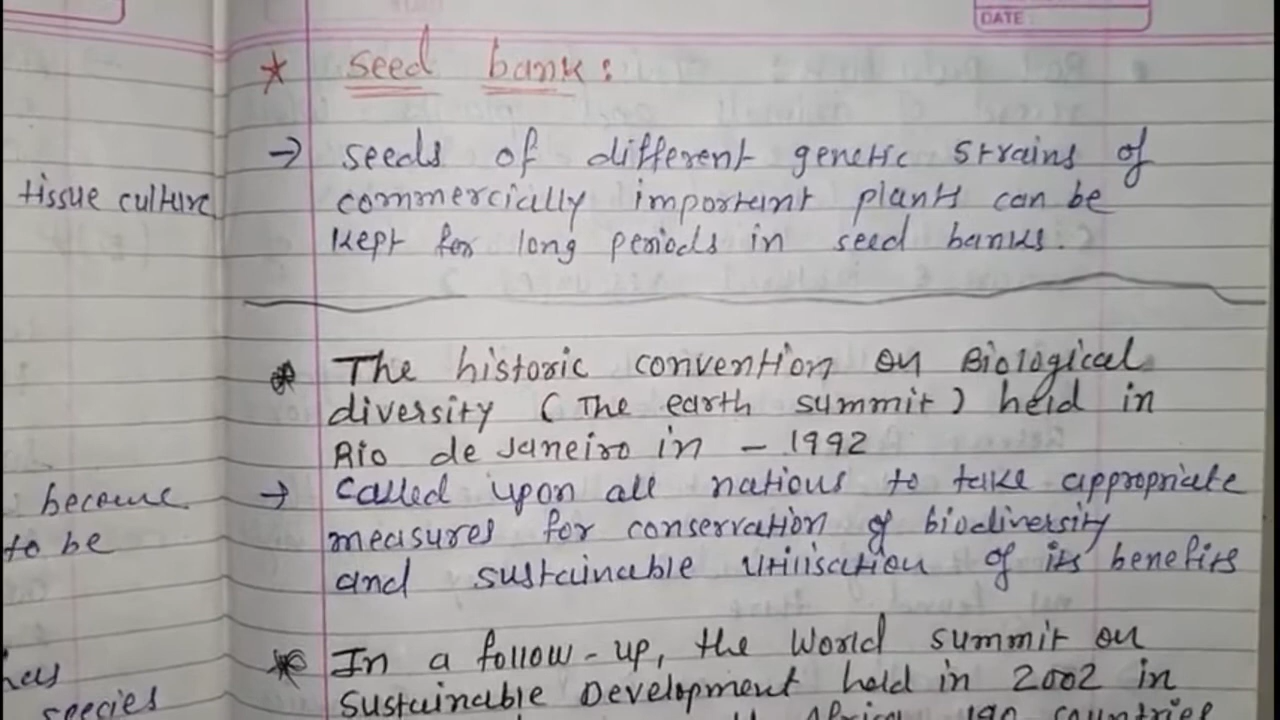 DATE
* seed bank:
→ seeds of different genetic strains of
tissue culture
commercially important plants can be
kept for long periods in seed banks.
* The historic convention on Biological
diversity (The earth summit) held in
Rio de Janeiro in - 1992
become
→ called upon all nations to take appropriate
to be
measures for conservation of biodiversity
and sustainable utilisation of its benefits
* In a follow-up, the World summit on
Sustainable Development held in 2002 in
species
Africa, 190 countries